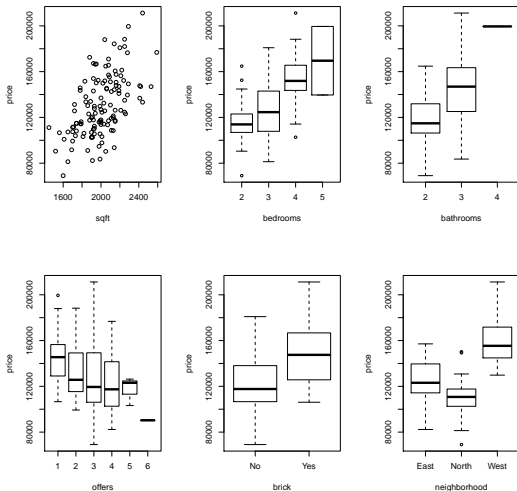 price
80000 120000 160000 200000
1600 2000 2400
sqft
price
80000 120000 160000 200000
2 3 4 5
bedrooms
price
80000 120000 160000 200000
2 3 4
bathrooms
price
80000 120000 160000 200000
1 2 3 4 5 6
offers
price
80000 120000 160000 200000
No Yes
brick
price
80000 120000 160000 200000
East North West
neighborhood